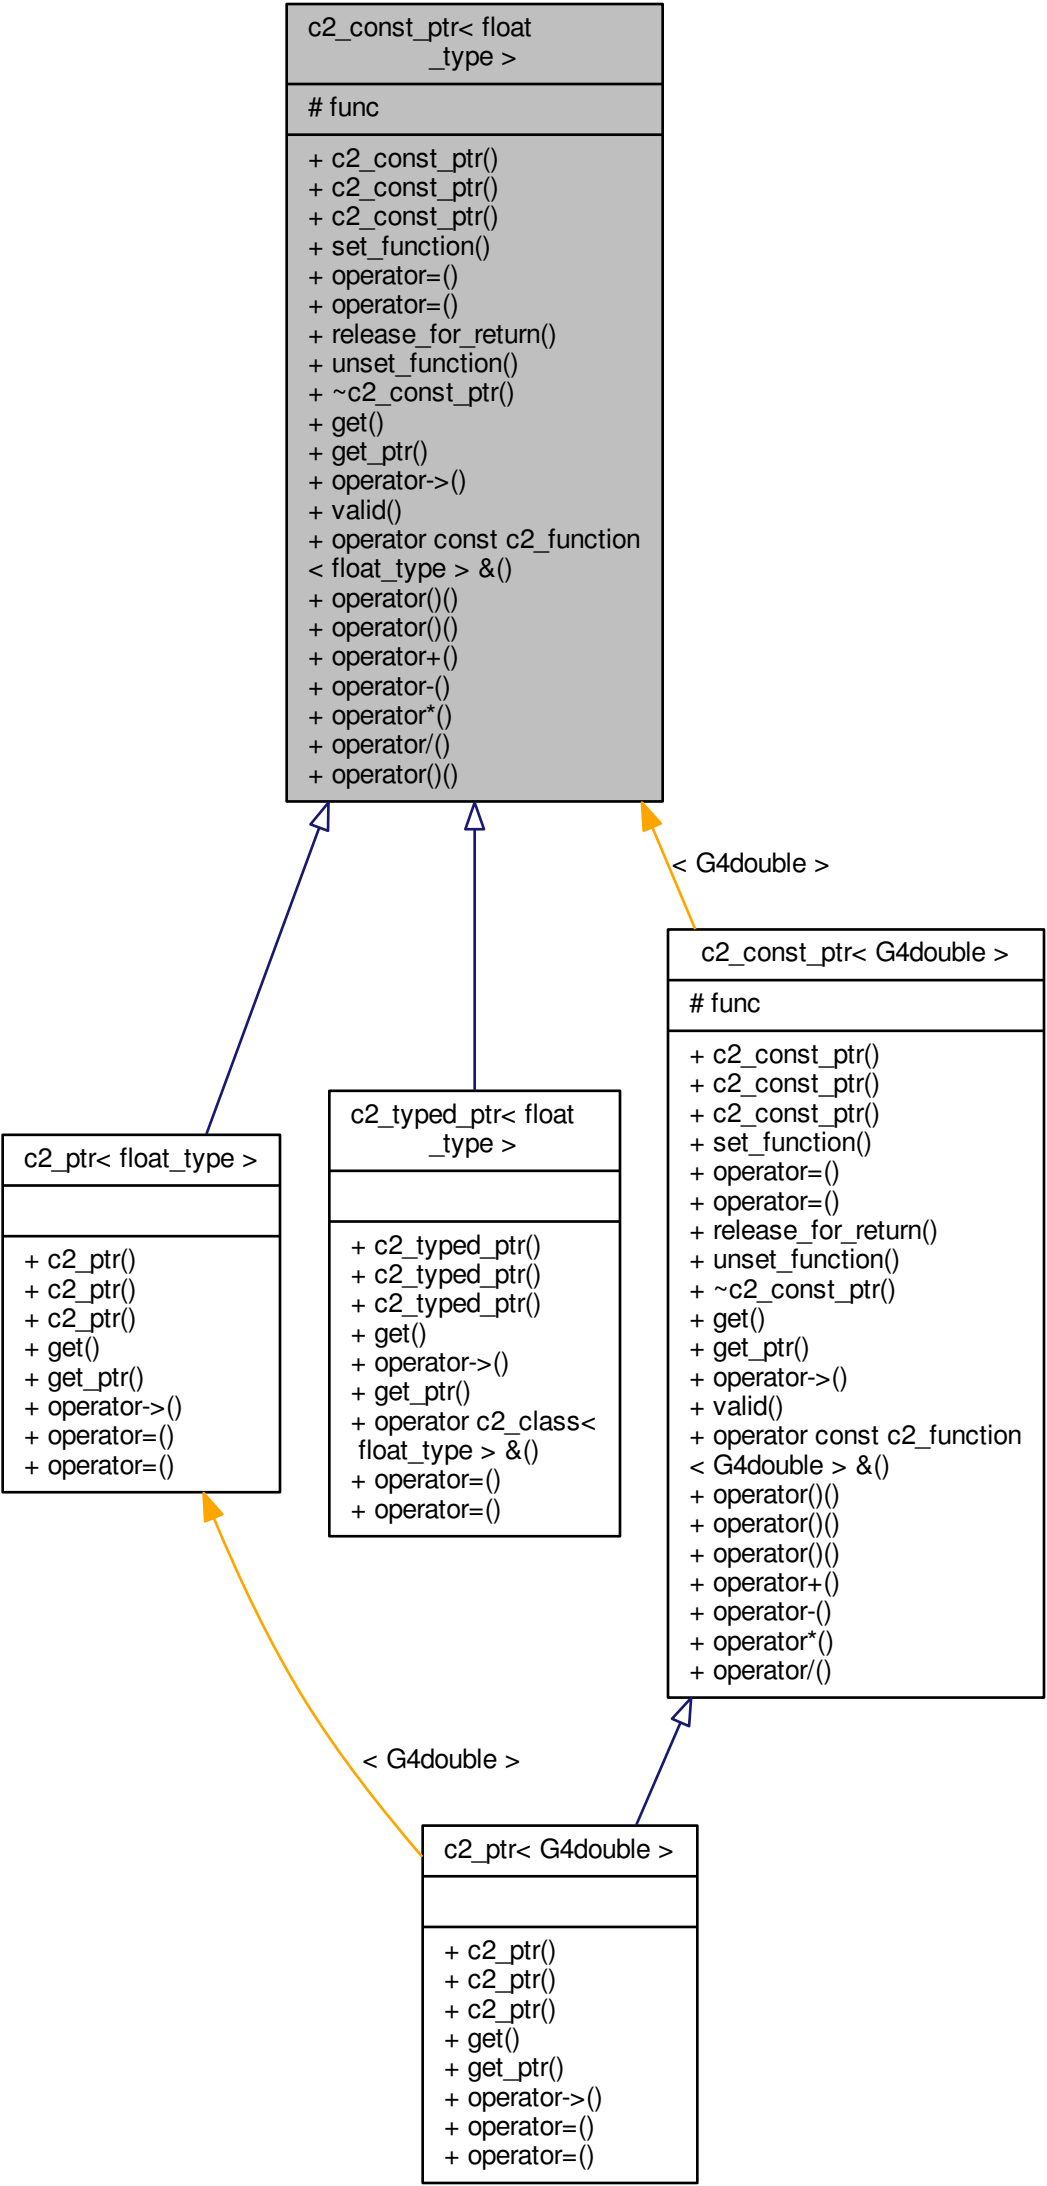 c2_const_ptr< float
_type >
# func
+ c2_const_ptr()
+ c2_const_ptr()
+ c2_const_ptr()
+ set_function()
+ operator=()
+ operator=()
+ release_for_return()
+ unset_function()
+ ~c2_const_ptr()
+ get()
+ get_ptr()
+ operator->()
+ valid()
+ operator const c2_function
< float_type > &()
+ operator()()
+ operator()()
+ operator+()
+ operator-()
+ operator*()
+ operator/()
+ operator()()
< G4double >
c2_const_ptr< G4double >
# func
+ c2_const_ptr()
+ c2_const_ptr()
+ c2_const_ptr()
+ set_function()
+ operator=()
+ operator=()
+ release_for_return()
+ unset_function()
+ ~c2_const_ptr()
+ get()
+ get_ptr()
+ operator->()
+ valid()
+ operator const c2_function
< G4double > &()
+ operator()()
+ operator()()
+ operator()()
+ operator+()
+ operator-()
+ operator*()
+ operator/()
c2_typed_ptr< float
_type >
+ c2_typed_ptr()
+ c2_typed_ptr()
+ c2_typed_ptr()
+ get()
+ operator->()
+ get_ptr()
+ operator c2_class<
float_type > &()
+ operator=()
+ operator=()
c2_ptr< float_type >
+ c2_ptr()
+ c2_ptr()
+ c2_ptr()
+ get()
+ get_ptr()
+ operator->()
+ operator=()
+ operator=()
< G4double >
c2_ptr< G4double >
+ c2_ptr()
+ c2_ptr()
+ c2_ptr()
+ get()
+ get_ptr()
+ operator->()
+ operator=()
+ operator=()